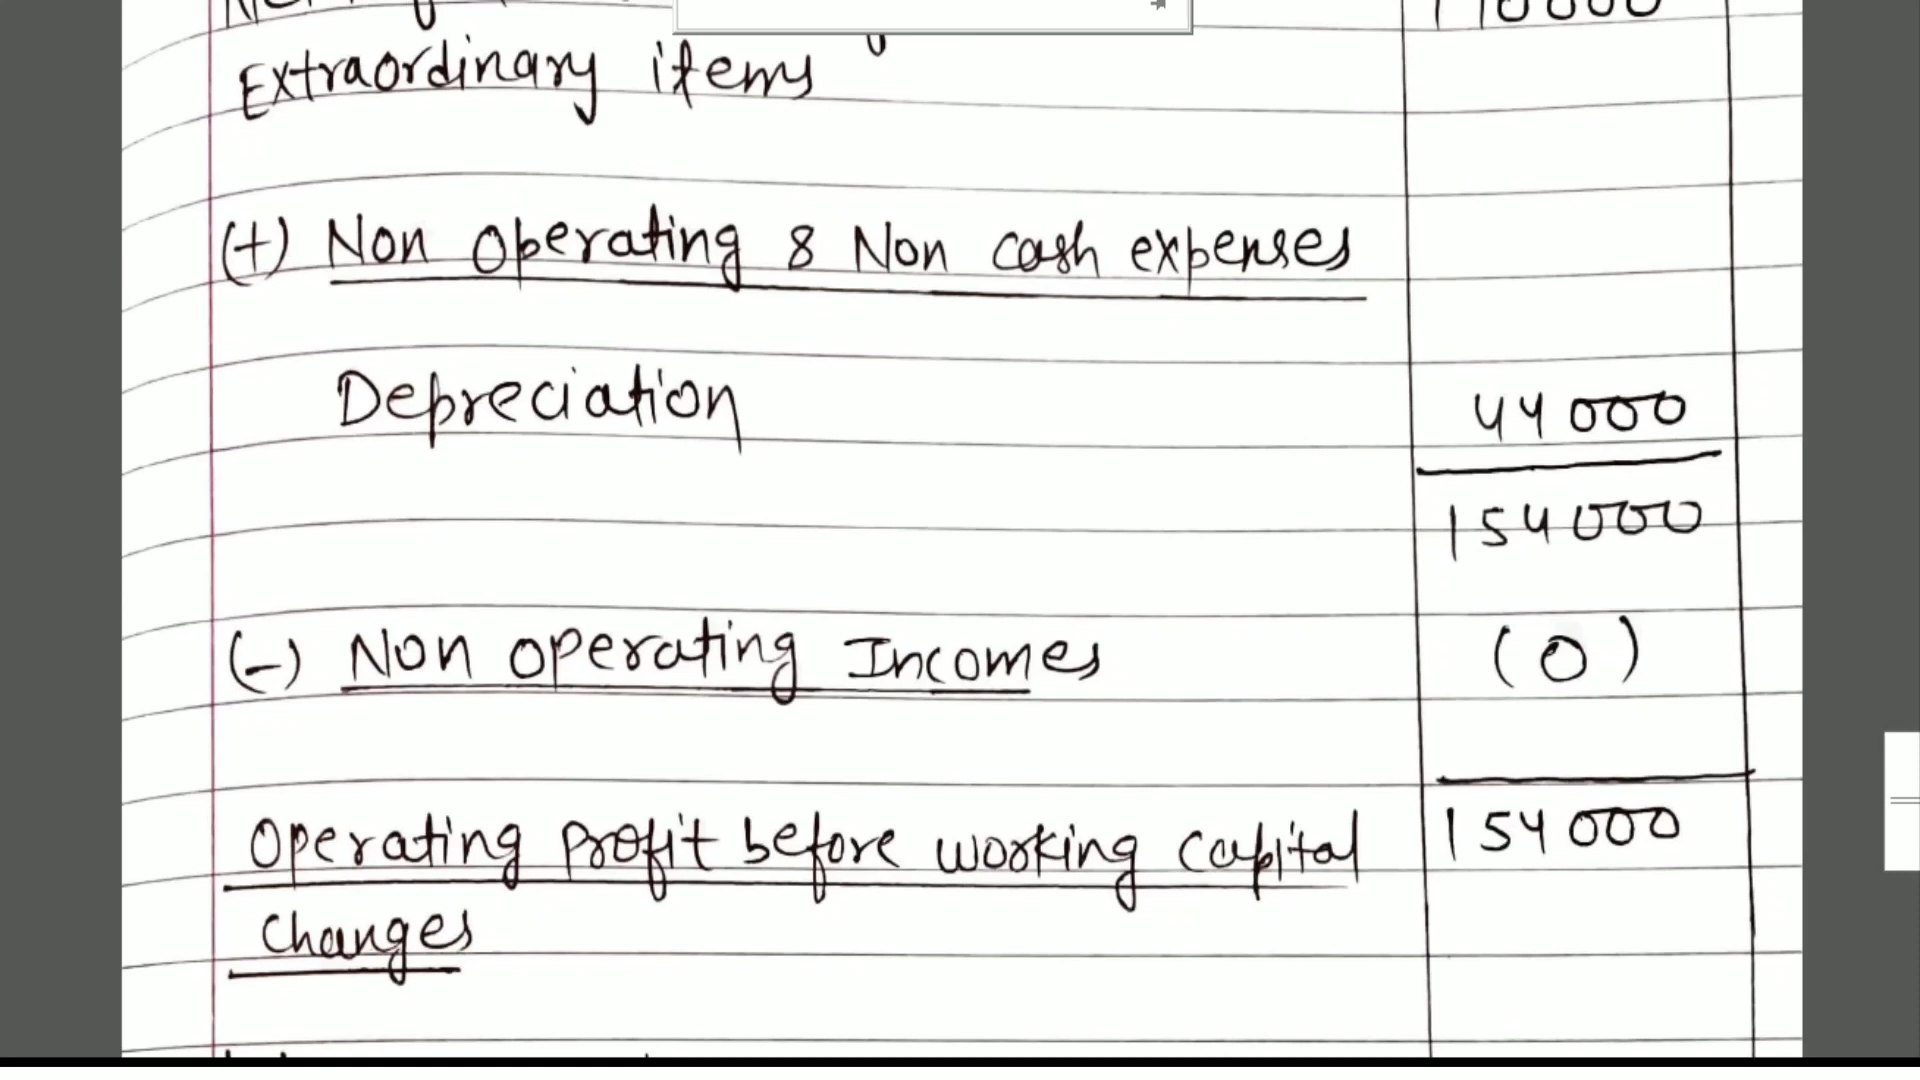 110000
Extraordinary items
(+) Non Operating & Non cash expenses
Depreciation 44000
154000
(-) Non operating Incomes (0)
Operating profit before working capital 154000
Changes